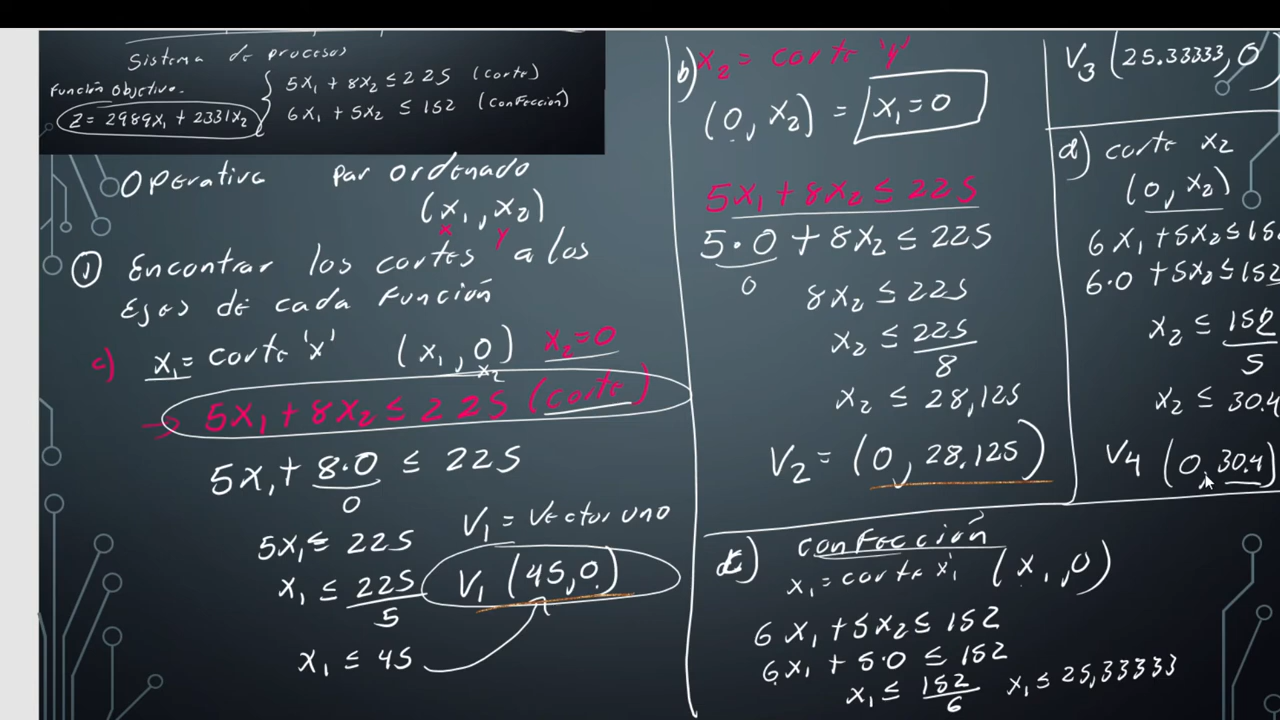 Sistema de procesos
Función Objetivo.
Z = 2989x₁ + 2331x₂
5x₁ + 8x₂ ≤ 225 (corte)
6x₁ + 5x₂ ≤ 152 (confección)
Operativa par ordenado
(x₁, x₂)
x y
① Encontrar los cortes a los
Ejes de cada función
c) x₁ = corte 'x' (x₁, 0) x₂=0
x₂
→ 5x₁ + 8x₂ ≤ 225 (corte)
5x₁ + 8·0 ≤ 225
0
5x₁ ≤ 225
V₁ = Vector uno
x₁ ≤ 225/5
V₁ (45,0)
x₁ ≤ 45
b) x₂ = corte 'y'
(0, x₂) = x₁=0
5x₁ + 8x₂ ≤ 225
5·0 + 8x₂ ≤ 225
0
8x₂ ≤ 225
x₂ ≤ 225/8
x₂ ≤ 28,125
V₂ = (0, 28.125)
c) confección
x₁ = corte x₁ (x₁, 0)
6x₁ + 5x₂ ≤ 152
6x₁ + 5·0 ≤ 152
x₁ ≤ 152/6 x₁ ≤ 25,33333
V₃ (25.33333, 0)
d) corte x₂
(0, x₂)
6x₁ + 5x₂ ≤ 152
6·0 + 5x₂ ≤ 152
x₂ ≤ 152/5
x₂ ≤ 30.4
V₄ (0, 30.4)